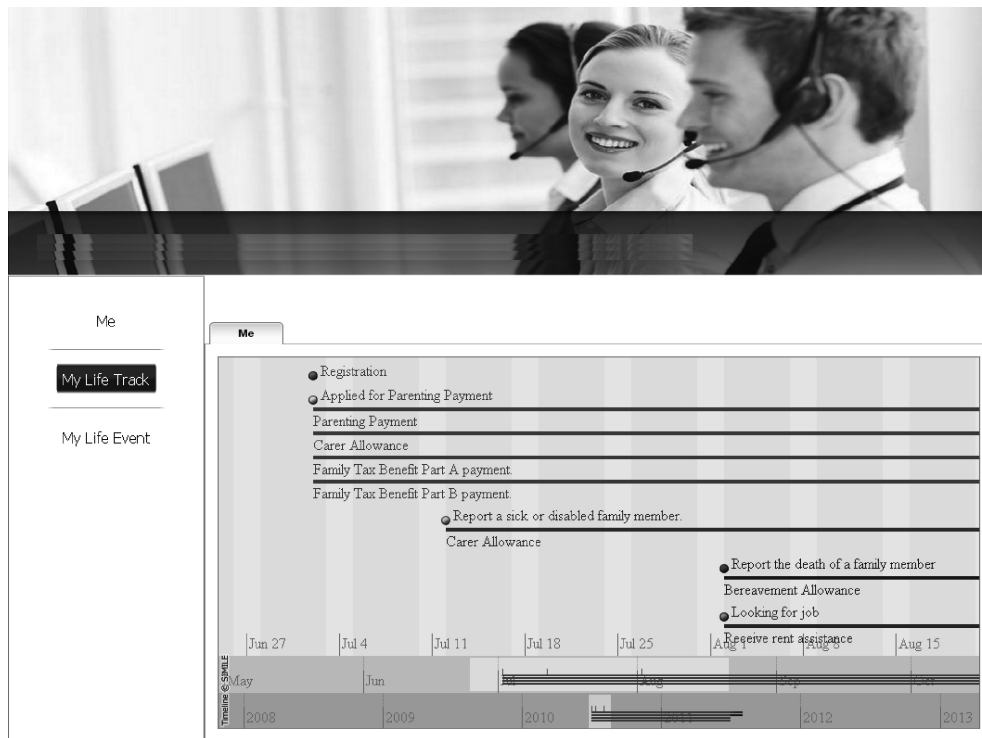 Me
My Life Track
My Life Event
Me
Registration
Applied for Parenting Payment
Parenting Payment
Carer Allowance
Family Tax Benefit Part A payment.
Family Tax Benefit Part B payment.
Report a sick or disabled family member.
Carer Allowance
Report the death of a family member
Bereavement Allowance
Looking for job
Receive rent assistance
Jun 27 Jul 4 Jul 11 Jul 18 Jul 25 Aug 1 Aug 8 Aug 15
May Jun Jul Aug Sep Oct
2008 2009 2010 2011 2012 2013
Timeline © SIMILE